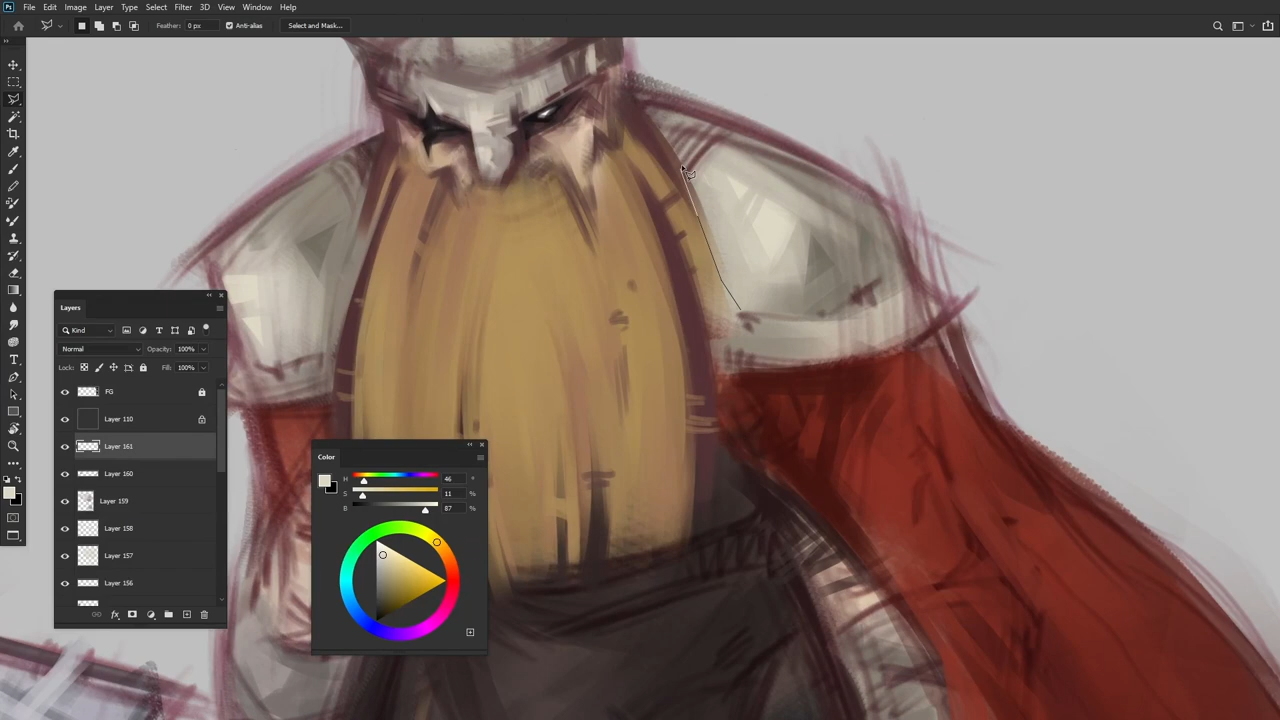 Ps File Edit Image Layer Type Select Filter 3D View Window Help
Feather: 0 px Anti-alias Select and Mask...
Layers
Kind
Normal Opacity: 100%
Lock: Fill: 100%
FG
Layer 110
Layer 161
Layer 160
Layer 159
Layer 158
Layer 157
Layer 156
fx
Color
H 46 °
S 11 %
B 87 %